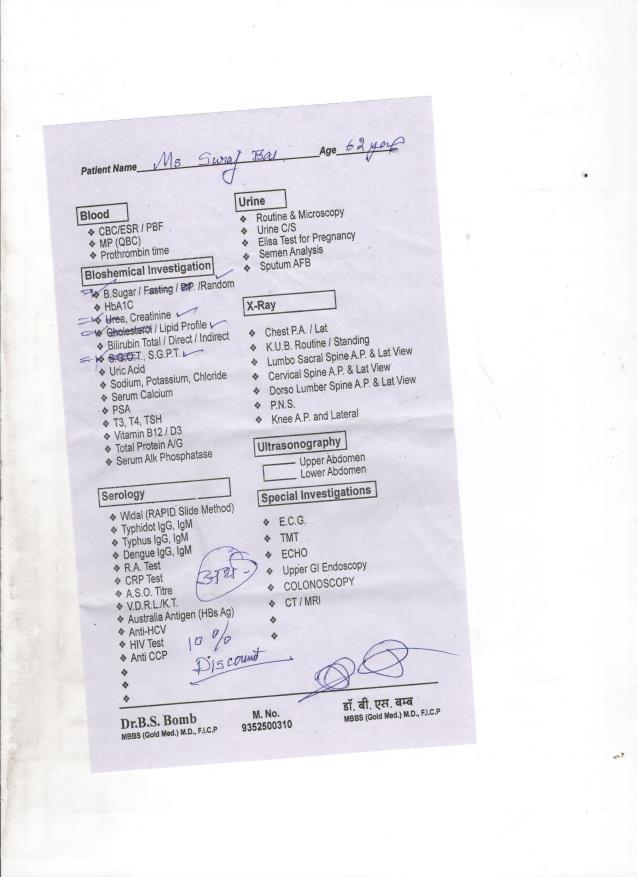 Patient Name Ms Suraj Bai Age 62 years
Blood
❖ CBC/ESR / PBF
❖ MP (QBC)
❖ Prothrombin time
Bloshemical Investigation
❖ B.Sugar / Fasting / P.P. /Random
❖ HbA1C
❖ Urea, Creatinine
❖ Cholesterol / Lipid Profile
❖ Bilirubin Total / Direct / Indirect
❖ S.G.O.T., S.G.P.T.
❖ Uric Acid
❖ Sodium, Potassium, Chloride
❖ Serum Calcium
❖ PSA
❖ T3, T4, TSH
❖ Vitamin B12 / D3
❖ Total Protein A/G
❖ Serum Alk Phosphatase
Serology
❖ Widal (RAPID Slide Method)
❖ Typhidot IgG, IgM
❖ Typhus IgG, IgM
❖ Dengue IgG, IgM
❖ R.A. Test
❖ CRP Test
❖ A.S.O. Titre
❖ V.D.R.L./K.T.
❖ Australia Antigen (HBs Ag)
❖ Anti-HCV
❖ HIV Test
❖ Anti CCP
Urine
❖ Routine & Microscopy
❖ Urine C/S
❖ Elisa Test for Pregnancy
❖ Semen Analysis
❖ Sputum AFB
X-Ray
❖ Chest P.A. / Lat
❖ K.U.B. Routine / Standing
❖ Lumbo Sacral Spine A.P. & Lat View
❖ Cervical Spine A.P. & Lat View
❖ Dorso Lumber Spine A.P. & Lat View
❖ P.N.S.
❖ Knee A.P. and Lateral
Ultrasonography
Upper Abdomen
Lower Abdomen
Special Investigations
❖ E.C.G.
❖ TMT
❖ ECHO
❖ Upper GI Endoscopy
❖ COLONOSCOPY
❖ CT / MRI
10 %
Discount
Dr.B.S. Bomb
MBBS (Gold Med.) M.D., F.I.C.P
M. No.
9352500310
डॉ. बी. एस. बम्ब
MBBS (Gold Med.) M.D., F.I.C.P